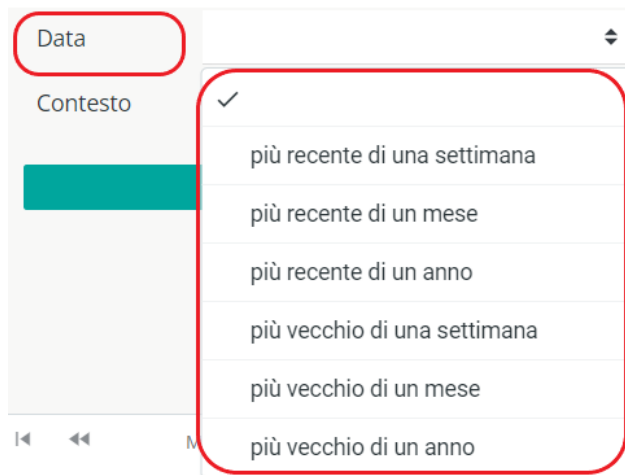 Data
Contesto
più recente di una settimana
più recente di un mese
più recente di un anno
più vecchio di una settimana
più vecchio di un mese
più vecchio di un anno